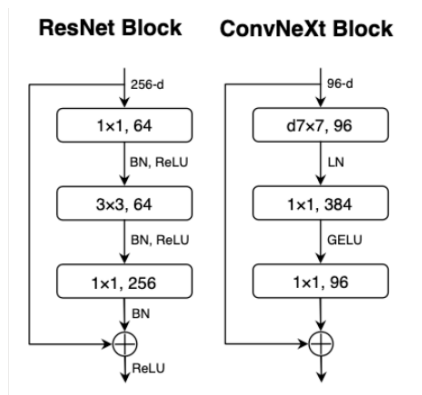 ResNet Block
256-d
1×1, 64
BN, ReLU
3×3, 64
BN, ReLU
1×1, 256
BN
ReLU
ConvNeXt Block
96-d
d7×7, 96
LN
1×1, 384
GELU
1×1, 96